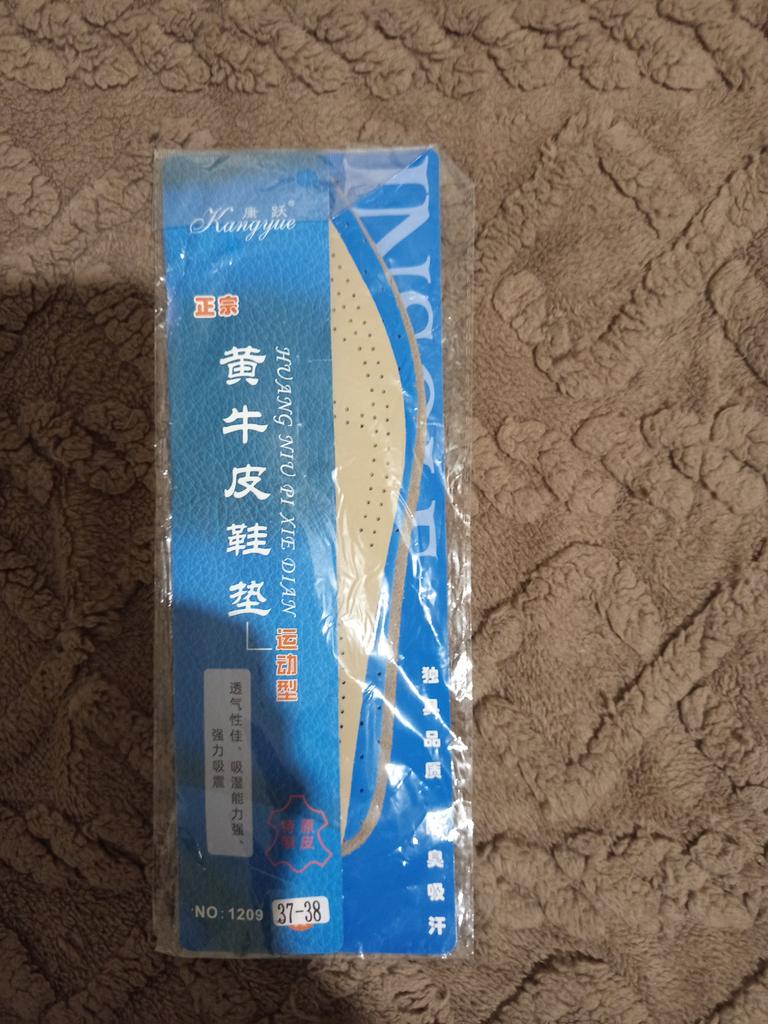 康跃®
Kangyue
正宗
黄牛皮鞋垫
HUANG NIU PI XIE DIAN
运动型
透气性佳、吸湿能力强、
强力吸震
原皮
NO: 1209
37-38
独具品质
臭吸汗